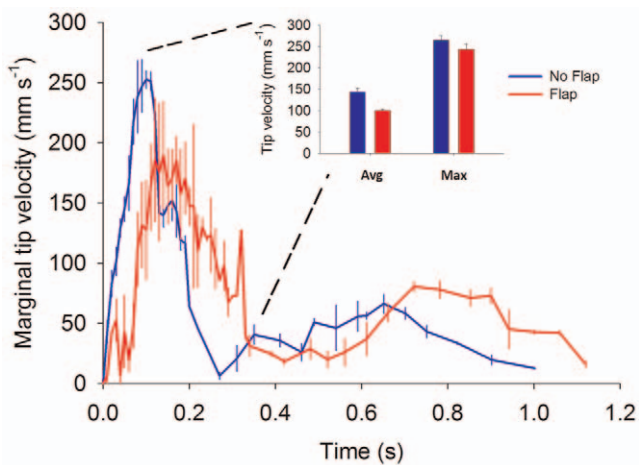 Marginal tip velocity (mm s⁻¹)
300
250
200
150
100
50
0
0.0 0.2 0.4 0.6 0.8 1.0 1.2
Time (s)
Tip velocity (mm s⁻¹)
300
250
200
150
100
50
0
Avg Max
No Flap
Flap